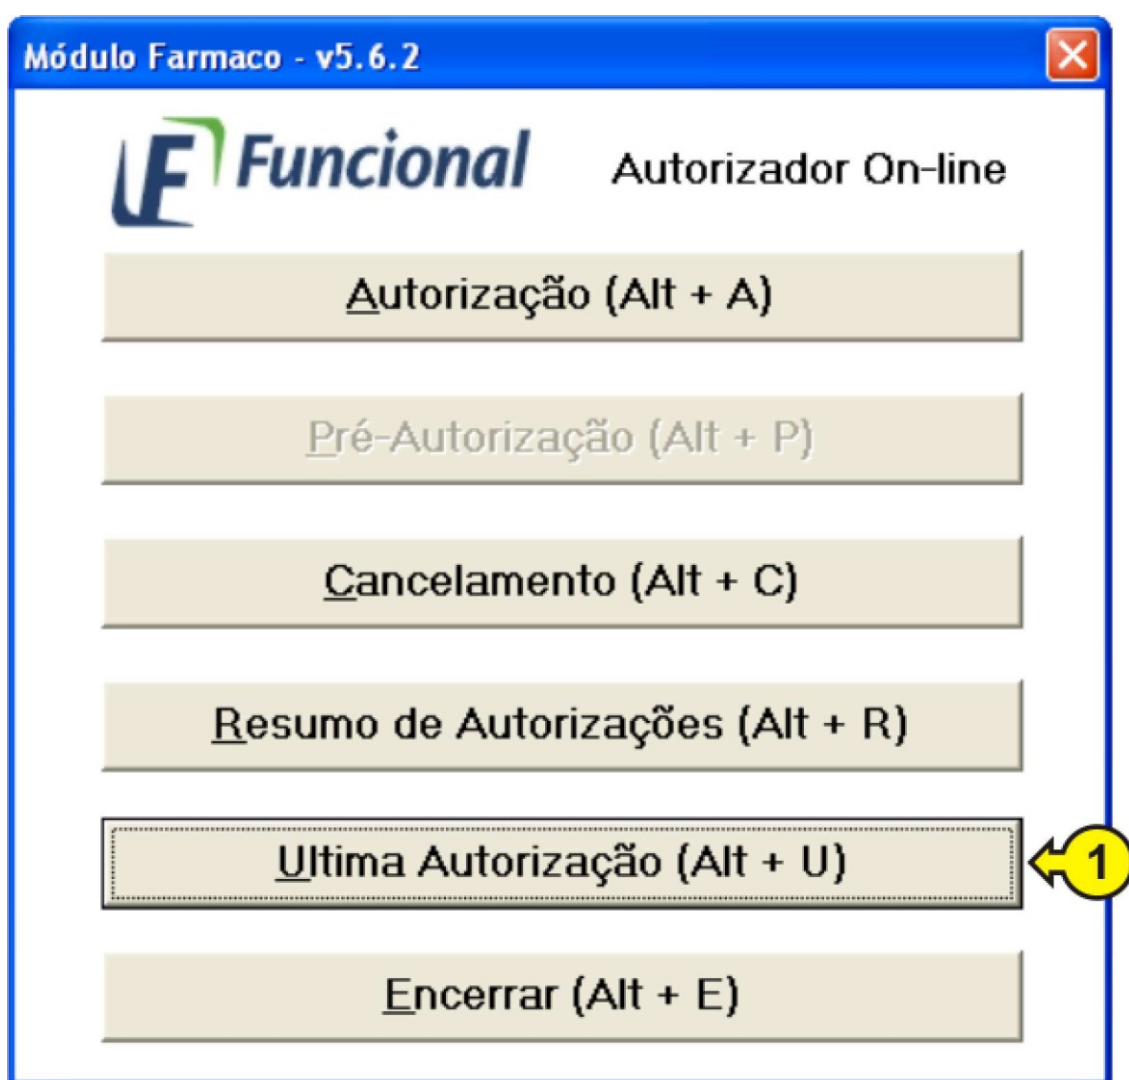 Módulo Farmaco - v5.6.2
Funcional
Autorizador On-line
Autorização (Alt + A)
Pré-Autorização (Alt + P)
Cancelamento (Alt + C)
Resumo de Autorizações (Alt + R)
Ultima Autorização (Alt + U)
1
Encerrar (Alt + E)